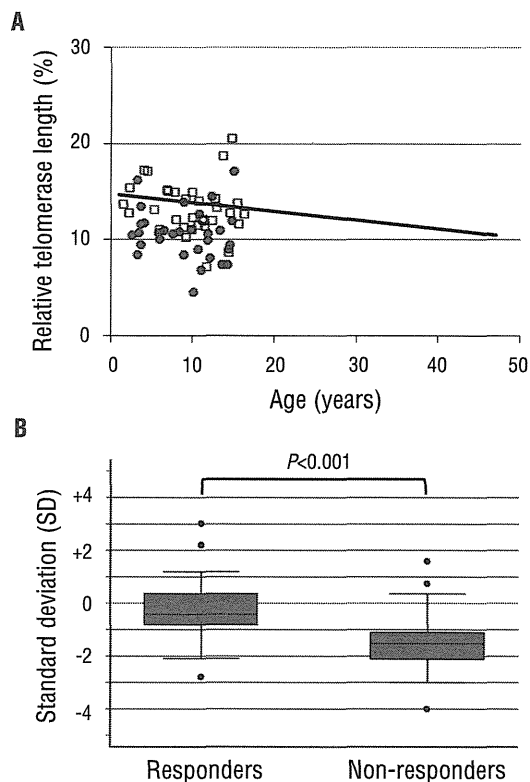 A
Relative telomerase length (%)
30
20
10
0
0 10 20 30 40 50
Age (years)
B
P<0.001
Standard deviation (SD)
+4
+2
0
-2
-4
Responders Non-responders